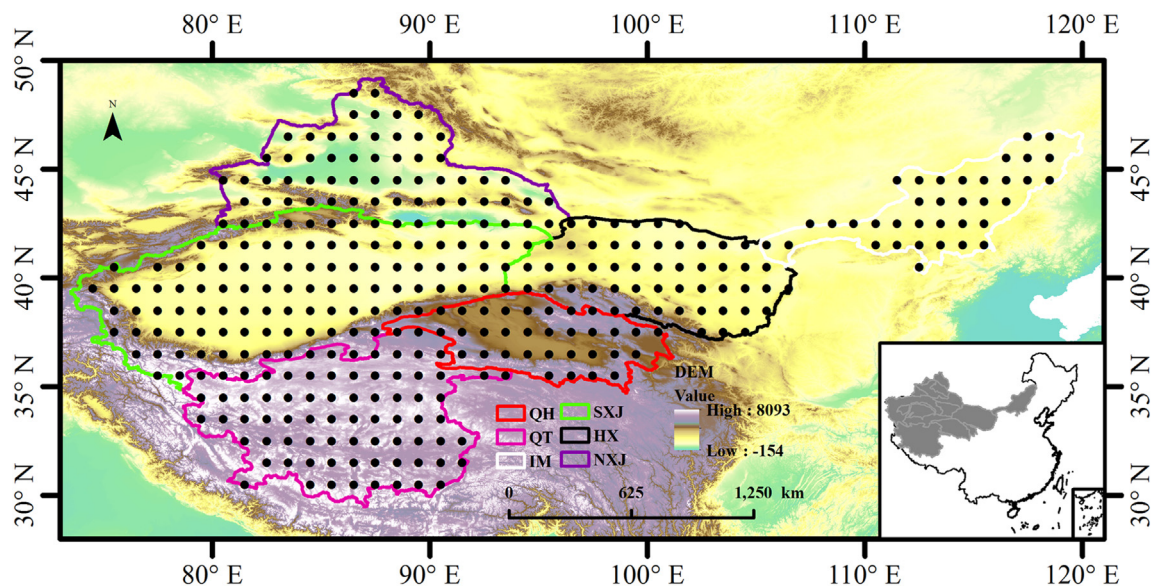 80° E 90° E 100° E 110° E 120° E
50° N 50° N
N
45° N 45° N
40° N 40° N
35° N 35° N
30° N 30° N
DEM
Value
High : 8093
Low : -154
QH SXJ
QT HX
IM NXJ
0 625 1,250 km
80° E 90° E 100° E 110° E 120° E